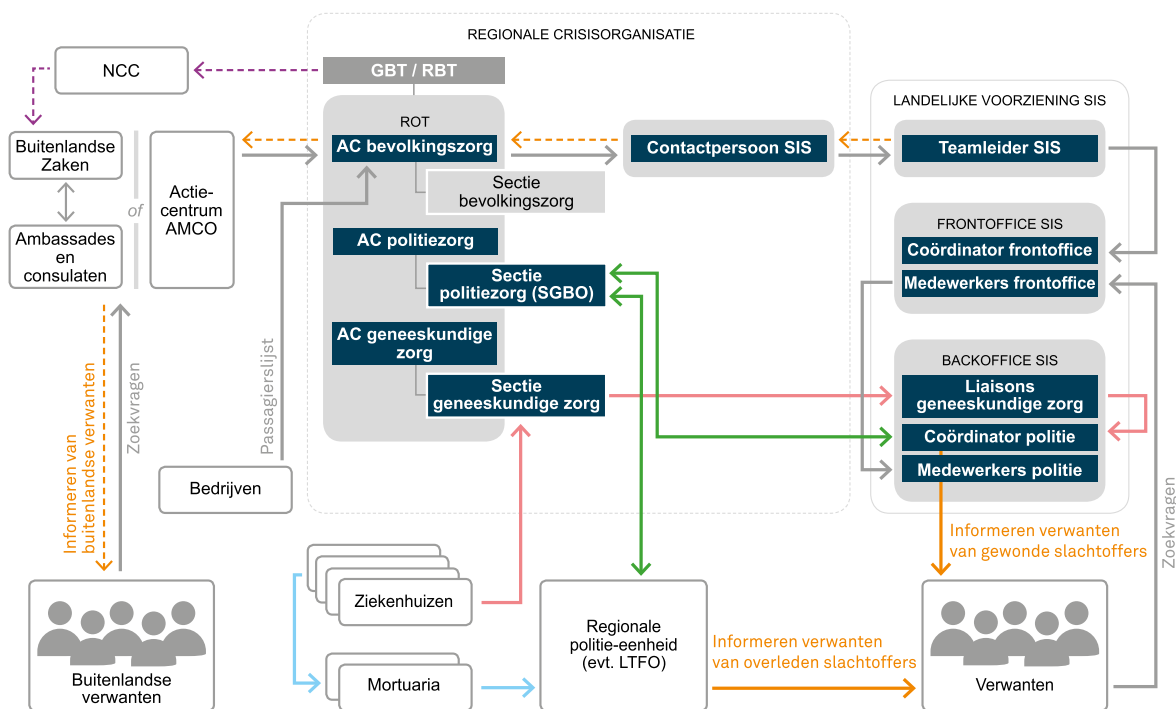 REGIONALE CRISISORGANISATIE
NCC
GBT / RBT
LANDELIJKE VOORZIENING SIS
ROT
Buitenlandse
Zaken
of
Actie-
centrum
AMCO
AC bevolkingszorg
Contactpersoon SIS
Teamleider SIS
Sectie
bevolkingszorg
Ambassades
en
consulaten
AC politiezorg
FRONTOFFICE SIS
Coördinator frontoffice
Medewerkers frontoffice
Sectie
politiezorg (SGBO)
AC geneeskundige
zorg
BACKOFFICE SIS
Sectie
geneeskundige zorg
Liaisons
geneeskundige zorg
Coördinator politie
Medewerkers politie
Informeren van
buitenlandse verwanten
Zoekvragen
Passagierslijst
Bedrijven
Informeren verwanten
van gewonde slachtoffers
Zoekvragen
Ziekenhuizen
Mortuaria
Regionale
politie-eenheid
(evt. LTFO)
Informeren verwanten
van overleden slachtoffers
Buitenlandse
verwanten
Verwanten